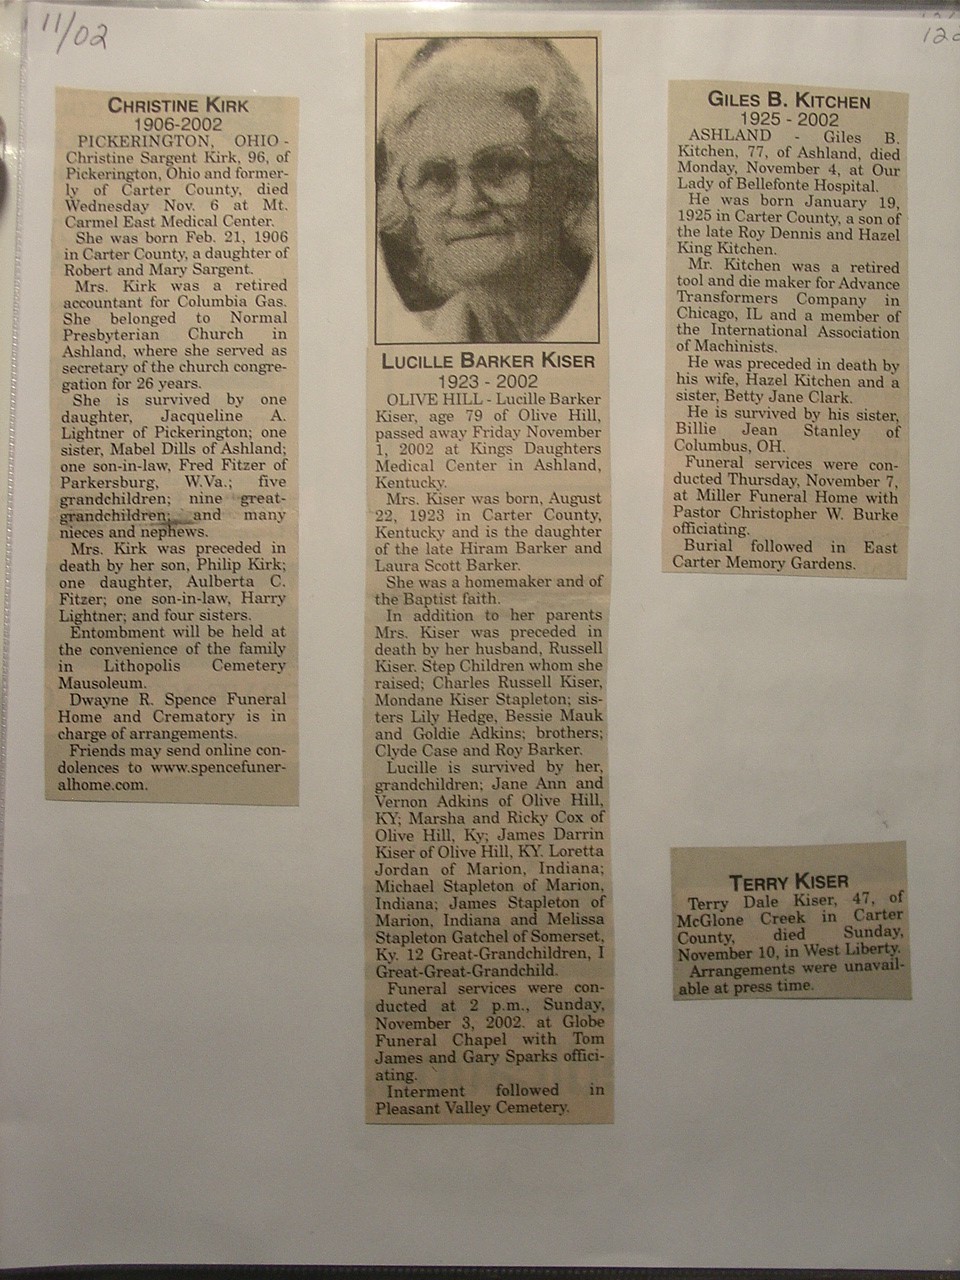 11/02
CHRISTINE KIRK
1906-2002
PICKERINGTON, OHIO -
Christine Sargent Kirk, 96, of
Pickerington, Ohio and former-
ly of Carter County, died
Wednesday Nov. 6 at Mt.
Carmel East Medical Center.
She was born Feb. 21, 1906
in Carter County, a daughter of
Robert and Mary Sargent.
Mrs. Kirk was a retired
accountant for Columbia Gas.
She belonged to Normal
Presbyterian Church in
Ashland, where she served as
secretary of the church congre-
gation for 26 years.
She is survived by one
daughter, Jacqueline A.
Lightner of Pickerington; one
sister, Mabel Dills of Ashland;
one son-in-law, Fred Fitzer of
Parkersburg, W.Va.; five
grandchildren; nine great-
grandchildren; and many
nieces and nephews.
Mrs. Kirk was preceded in
death by her son, Philip Kirk;
one daughter, Aulberta C.
Fitzer; one son-in-law, Harry
Lightner; and four sisters.
Entombment will be held at
the convenience of the family
in Lithopolis Cemetery
Mausoleum.
Dwayne R. Spence Funeral
Home and Crematory is in
charge of arrangements.
Friends may send online con-
dolences to www.spencefuner-
alhome.com.
LUCILLE BARKER KISER
1923 - 2002
OLIVE HILL - Lucille Barker
Kiser, age 79 of Olive Hill,
passed away Friday November
1, 2002 at Kings Daughters
Medical Center in Ashland,
Kentucky.
Mrs. Kiser was born, August
22, 1923 in Carter County,
Kentucky and is the daughter
of the late Hiram Barker and
Laura Scott Barker.
She was a homemaker and of
the Baptist faith.
In addition to her parents
Mrs. Kiser was preceded in
death by her husband, Russell
Kiser. Step Children whom she
raised; Charles Russell Kiser,
Mondane Kiser Stapleton; sis-
ters Lily Hedge, Bessie Mauk
and Goldie Adkins; brothers;
Clyde Case and Roy Barker.
Lucille is survived by her,
grandchildren; Jane Ann and
Vernon Adkins of Olive Hill,
KY; Marsha and Ricky Cox of
Olive Hill, Ky; James Darrin
Kiser of Olive Hill, KY. Loretta
Jordan of Marion, Indiana;
Michael Stapleton of Marion,
Indiana; James Stapleton of
Marion, Indiana and Melissa
Stapleton Gatchel of Somerset,
Ky. 12 Great-Grandchildren, I
Great-Great-Grandchild.
Funeral services were con-
ducted at 2 p.m., Sunday,
November 3, 2002. at Globe
Funeral Chapel with Tom
James and Gary Sparks offici-
ating.
Interment followed in
Pleasant Valley Cemetery.
GILES B. KITCHEN
1925 - 2002
ASHLAND - Giles B.
Kitchen, 77, of Ashland, died
Monday, November 4, at Our
Lady of Bellefonte Hospital.
He was born January 19,
1925 in Carter County, a son of
the late Roy Dennis and Hazel
King Kitchen.
Mr. Kitchen was a retired
tool and die maker for Advance
Transformers Company in
Chicago, IL and a member of
the International Association
of Machinists.
He was preceded in death by
his wife, Hazel Kitchen and a
sister, Betty Jane Clark.
He is survived by his sister,
Billie Jean Stanley of
Columbus, OH.
Funeral services were con-
ducted Thursday, November 7,
at Miller Funeral Home with
Pastor Christopher W. Burke
officiating.
Burial followed in East
Carter Memory Gardens.
TERRY KISER
Terry Dale Kiser, 47, of
McGlone Creek in Carter
County, died Sunday,
November 10, in West Liberty.
Arrangements were unavail-
able at press time.